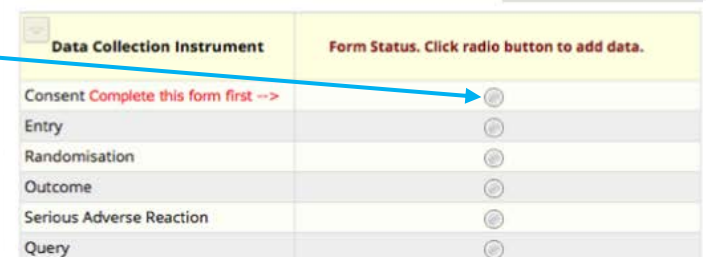 Data Collection Instrument Form Status. Click radio button to add data.
Consent Complete this form first -->
Entry
Randomisation
Outcome
Serious Adverse Reaction
Query